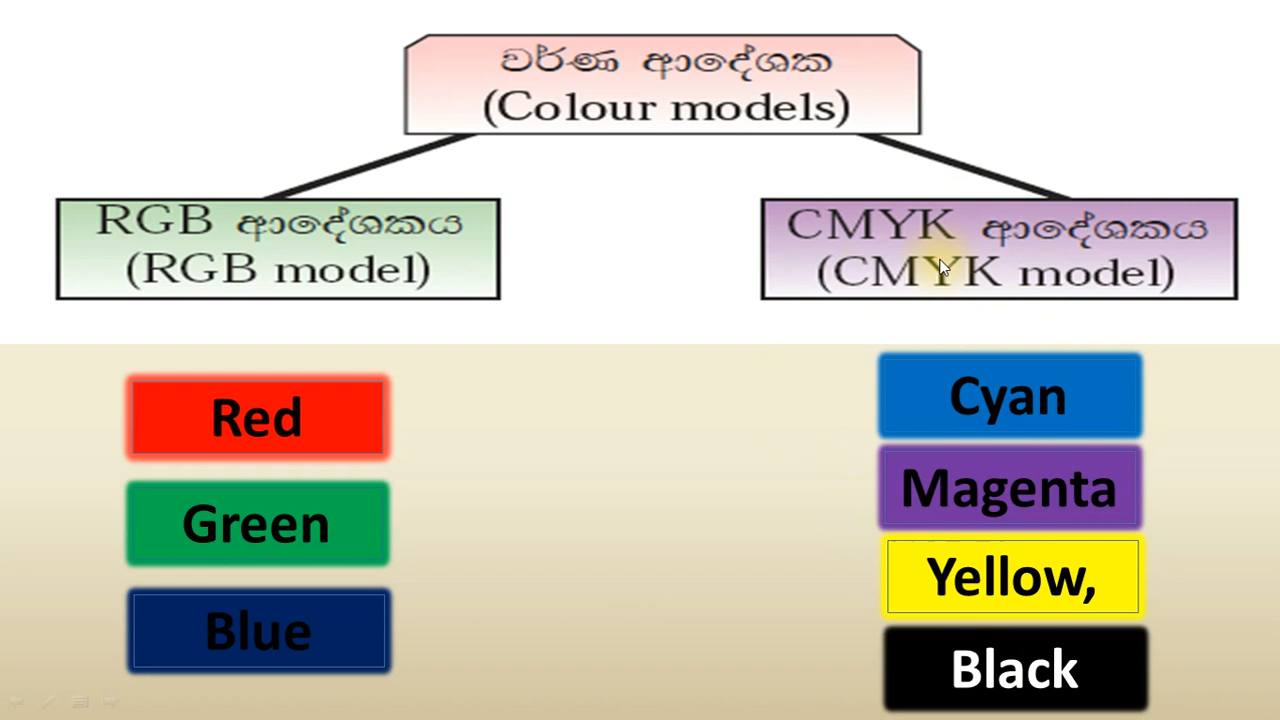 වර්ණ ආදේශක
(Colour models)
RGB ආදේශකය
(RGB model)
CMYK ආදේශකය
(CMYK model)
Red
Green
Blue
Cyan
Magenta
Yellow,
Black